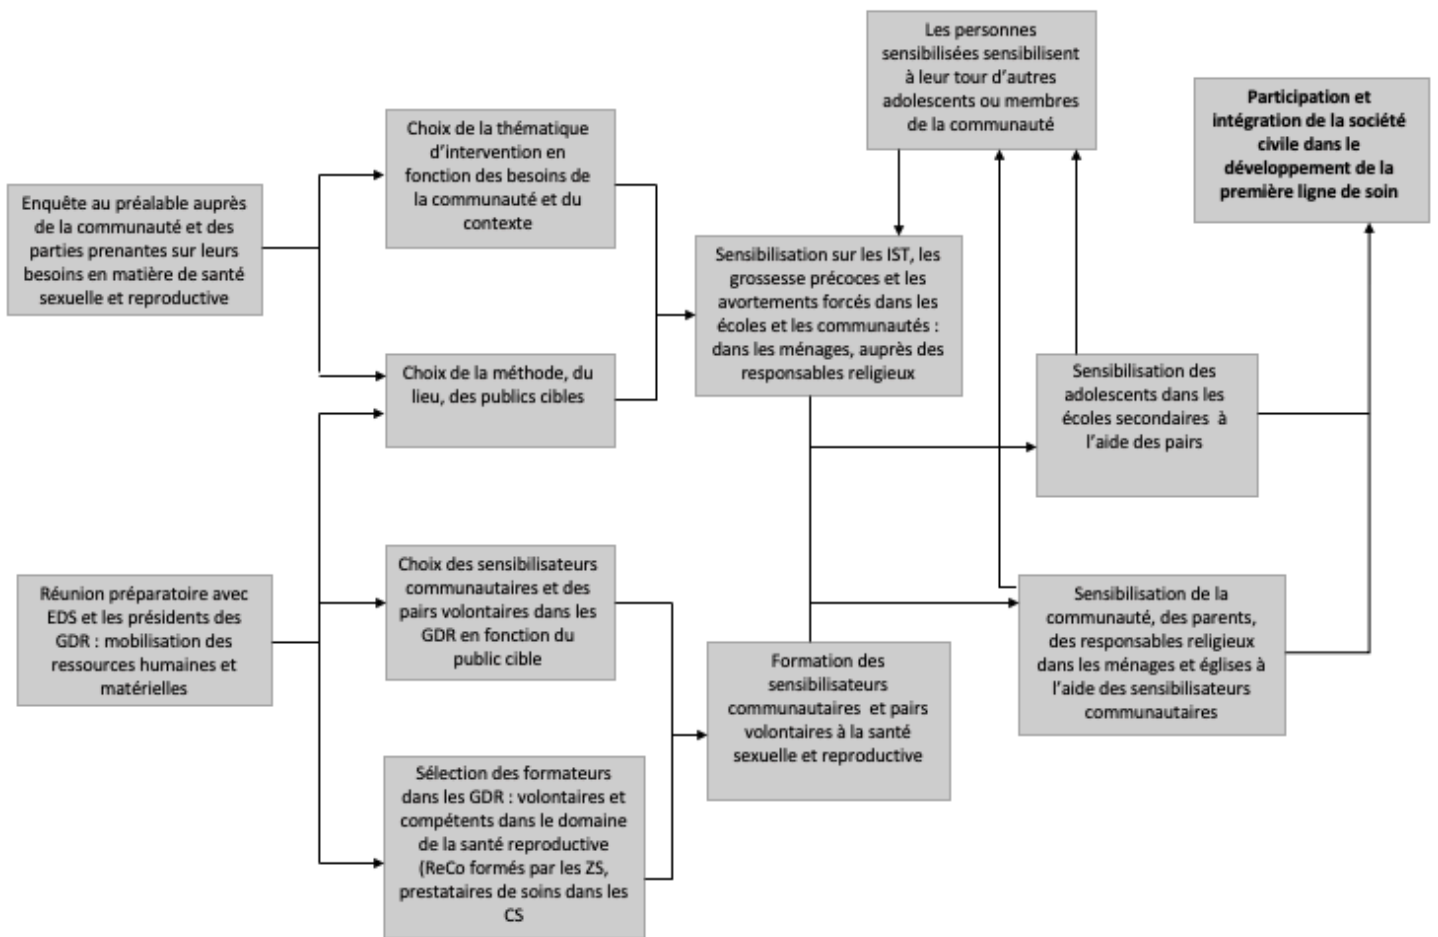 Les personnes
sensibilisées sensibilisent
à leur tour d'autres
adolescents ou membres
de la communauté
Participation et
intégration de la société
civile dans le
développement de la
première ligne de soin
Choix de la thématique
d'intervention en
fonction des besoins de
la communauté et du
contexte
Enquête au préalable auprès
de la communauté et des
parties prenantes sur leurs
besoins en matière de santé
sexuelle et reproductive
Sensibilisation sur les IST, les
grossesse précoces et les
avortements forcés dans les
écoles et les communautés :
dans les ménages, auprès des
responsables religieux
Choix de la méthode, du
lieu, des publics cibles
Sensibilisation des
adolescents dans les
écoles secondaires à
l'aide des pairs
Choix des sensibilisateurs
communautaires et des
pairs volontaires dans les
GDR en fonction du
public cible
Réunion préparatoire avec
EDS et les présidents des
GDR : mobilisation des
ressources humaines et
matérielles
Sensibilisation de la
communauté, des parents,
des responsables religieux
dans les ménages et églises à
l'aide des sensibilisateurs
communautaires
Formation des
sensibilisateurs
communautaires et pairs
volontaires à la santé
sexuelle et reproductive
Sélection des formateurs
dans les GDR : volontaires et
compétents dans le domaine
de la santé reproductive
(ReCo formés par les ZS,
prestataires de soins dans les
CS